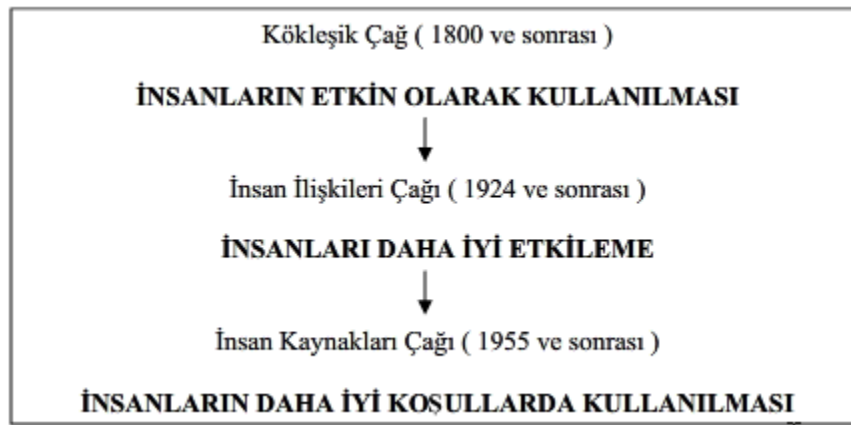 Kökleşik Çağ ( 1800 ve sonrası )
İNSANLARIN ETKİN OLARAK KULLANILMASI
İnsan İlişkileri Çağı ( 1924 ve sonrası )
İNSANLARI DAHA İYİ ETKİLEME
İnsan Kaynakları Çağı ( 1955 ve sonrası )
İNSANLARIN DAHA İYİ KOŞULLARDA KULLANILMASI